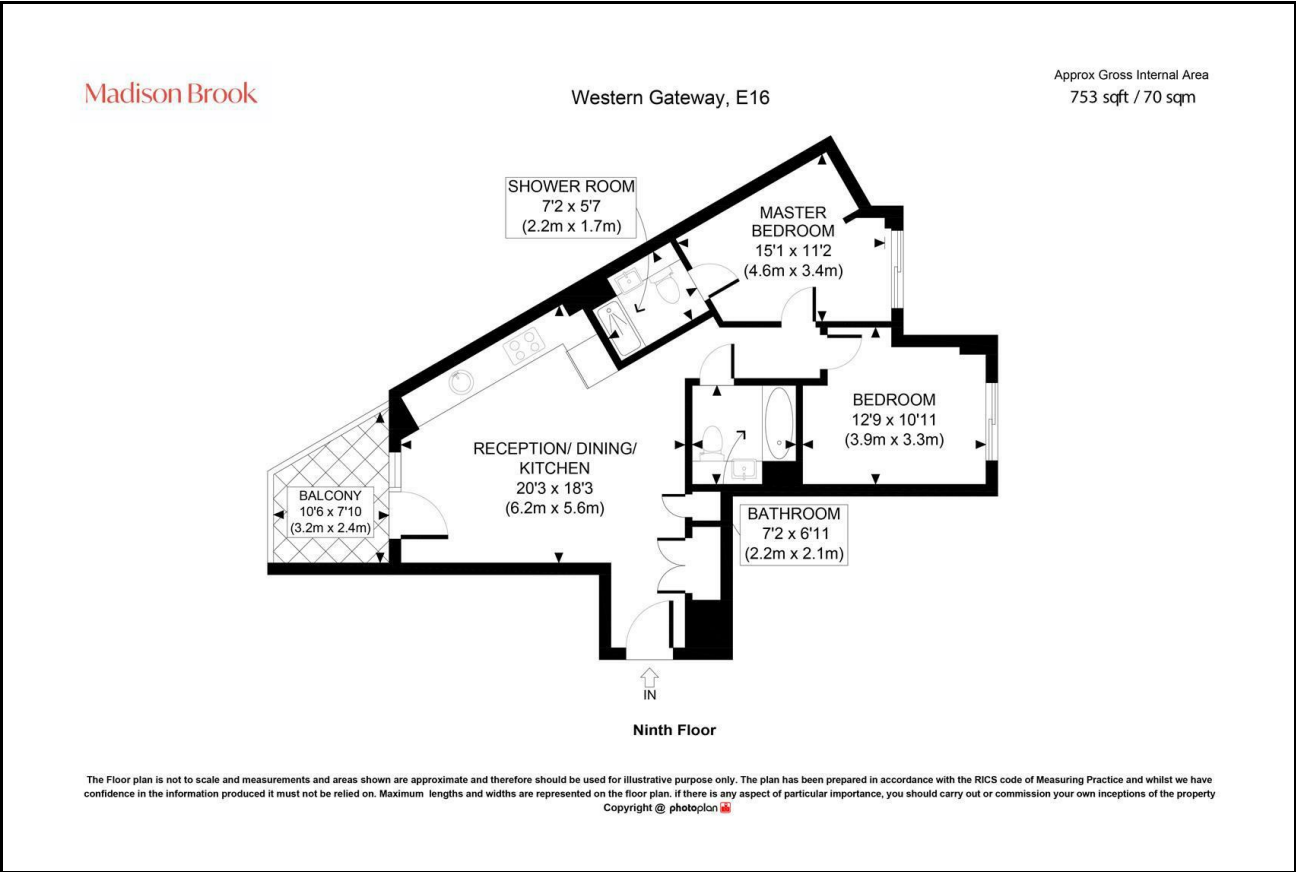 Madison Brook
Western Gateway, E16
Approx Gross Internal Area
753 sqft / 70 sqm
SHOWER ROOM
7'2 x 5'7
(2.2m x 1.7m)
MASTER
BEDROOM
15'1 x 11'2
(4.6m x 3.4m)
BEDROOM
12'9 x 10'11
(3.9m x 3.3m)
RECEPTION/ DINING/
KITCHEN
20'3 x 18'3
(6.2m x 5.6m)
BALCONY
10'6 x 7'10
(3.2m x 2.4m)
BATHROOM
7'2 x 6'11
(2.2m x 2.1m)
IN
Ninth Floor
The Floor plan is not to scale and measurements and areas shown are approximate and therefore should be used for illustrative purpose only. The plan has been prepared in accordance with the RICS code of Measuring Practice and whilst we have
confidence in the information produced it must not be relied on. Maximum lengths and widths are represented on the floor plan. if there is any aspect of particular importance, you should carry out or commission your own inceptions of the property
Copyright @ photoplan